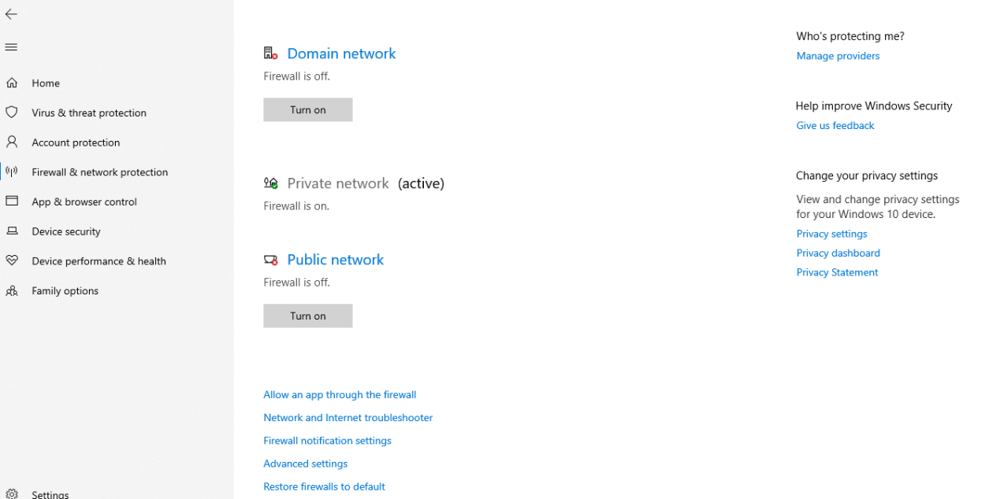 Home
Virus & threat protection
Account protection
Firewall & network protection
App & browser control
Device security
Device performance & health
Family options
Settings
Domain network
Firewall is off.
Turn on
Private network (active)
Firewall is on.
Public network
Firewall is off.
Turn on
Allow an app through the firewall
Network and Internet troubleshooter
Firewall notification settings
Advanced settings
Restore firewalls to default
Who's protecting me?
Manage providers
Help improve Windows Security
Give us feedback
Change your privacy settings
View and change privacy settings
for your Windows 10 device.
Privacy settings
Privacy dashboard
Privacy Statement